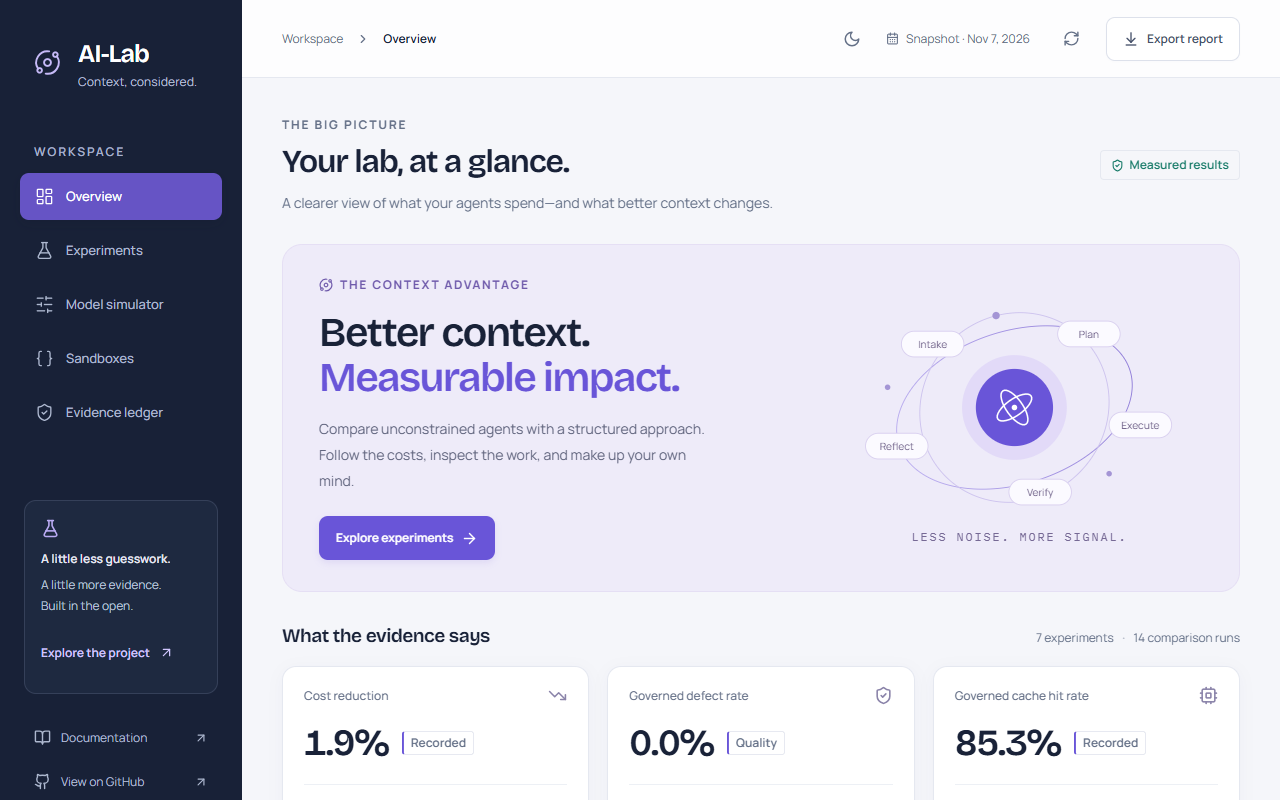 AI-Lab
Context, considered.
WORKSPACE
Overview
Experiments
Model simulator
Sandboxes
Evidence ledger
A little less guesswork.
A little more evidence.
Built in the open.
Explore the project
Documentation
View on GitHub
Workspace > Overview
Snapshot · Nov 7, 2026
Export report
THE BIG PICTURE
Your lab, at a glance.
Measured results
A clearer view of what your agents spend—and what better context changes.
THE CONTEXT ADVANTAGE
Better context.
Measurable impact.
Compare unconstrained agents with a structured approach.
Follow the costs, inspect the work, and make up your own
mind.
Explore experiments
Intake
Plan
Execute
Reflect
Verify
LESS NOISE. MORE SIGNAL.
What the evidence says
7 experiments · 14 comparison runs
Cost reduction
1.9% Recorded
Governed defect rate
0.0% Quality
Governed cache hit rate
85.3% Recorded